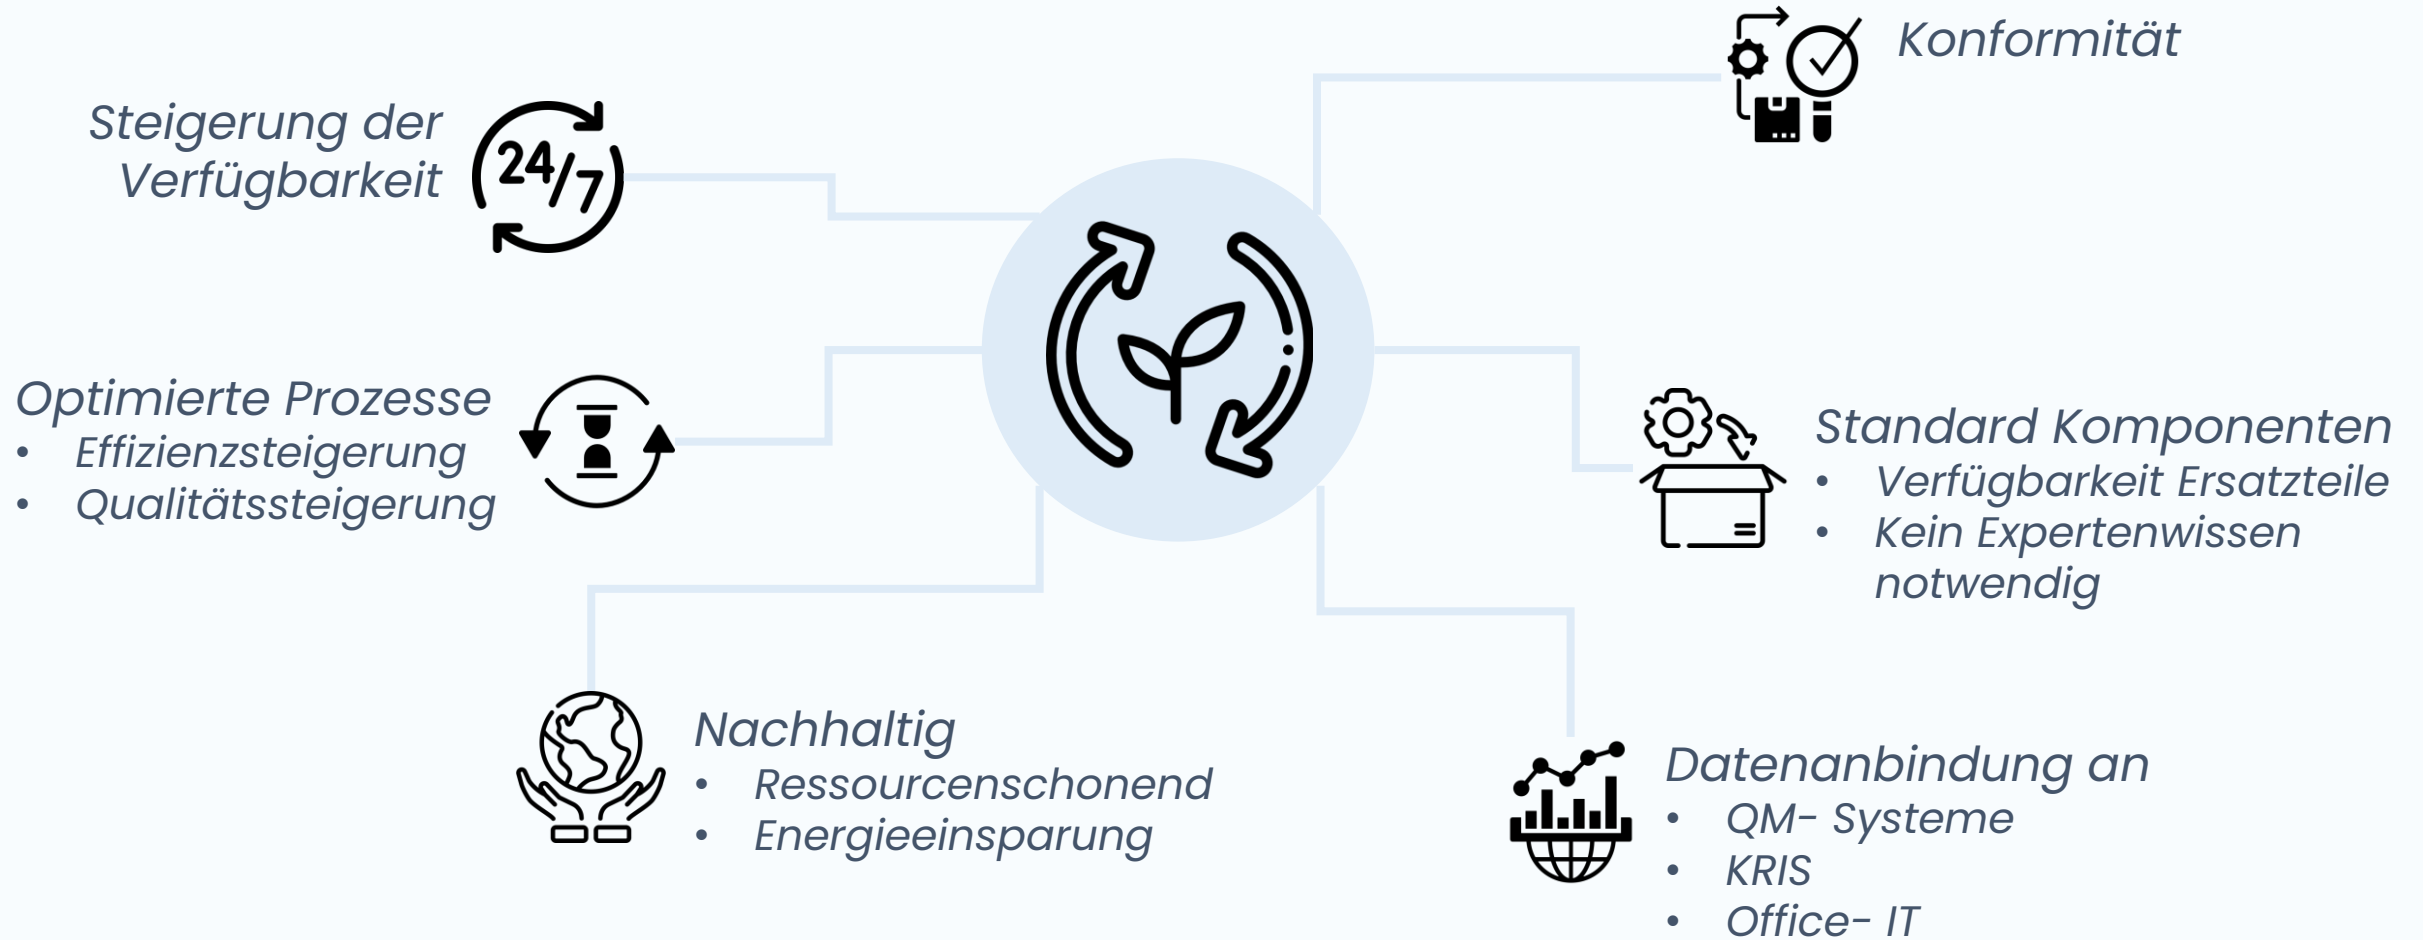 Konformität
Steigerung der
Verfügbarkeit
24/7
Optimierte Prozesse
• Effizienzsteigerung
• Qualitätssteigerung
Standard Komponenten
• Verfügbarkeit Ersatzteile
• Kein Expertenwissen
notwendig
Nachhaltig
• Ressourcenschonend
• Energieeinsparung
Datenanbindung an
• QM- Systeme
• KRIS
• Office- IT